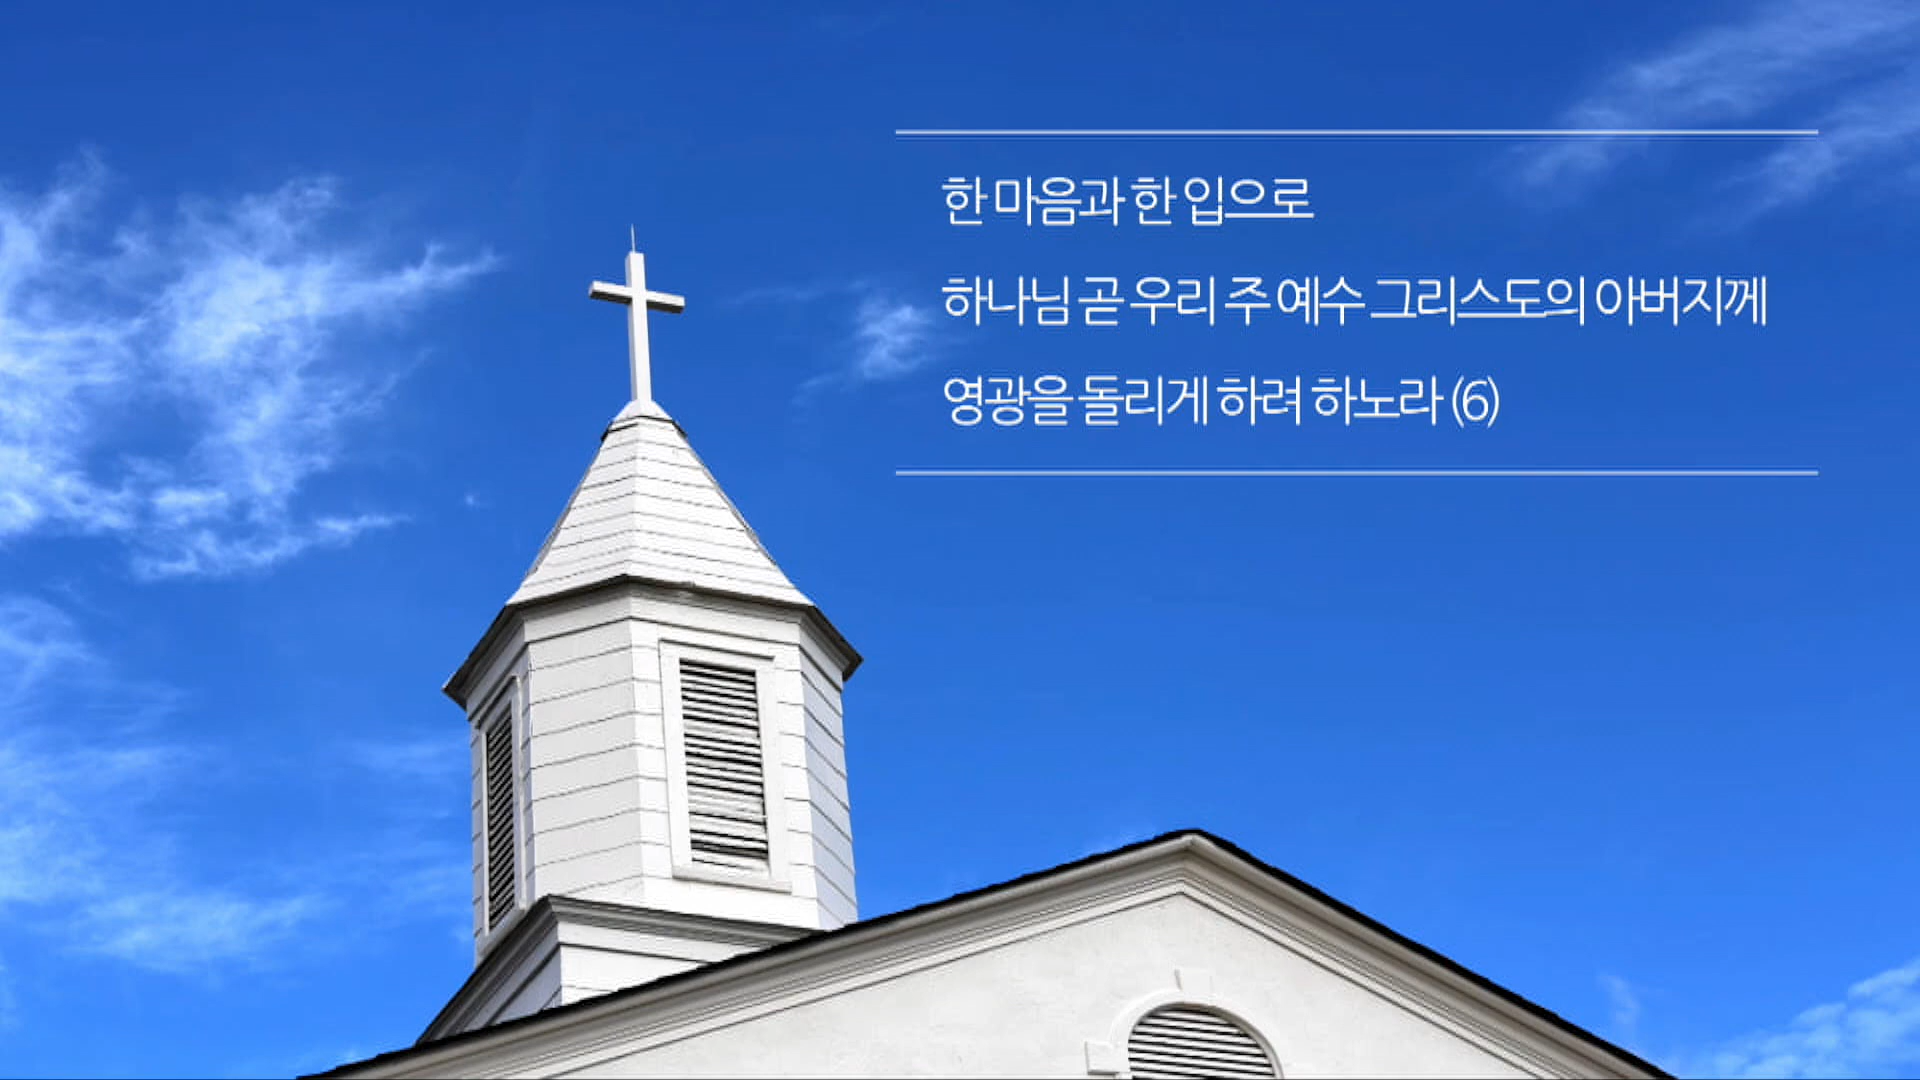 한 마음과 한 입으로
하나님 곧 우리 주 예수 그리스도의 아버지께
영광을 돌리게 하려 하노라 (6)